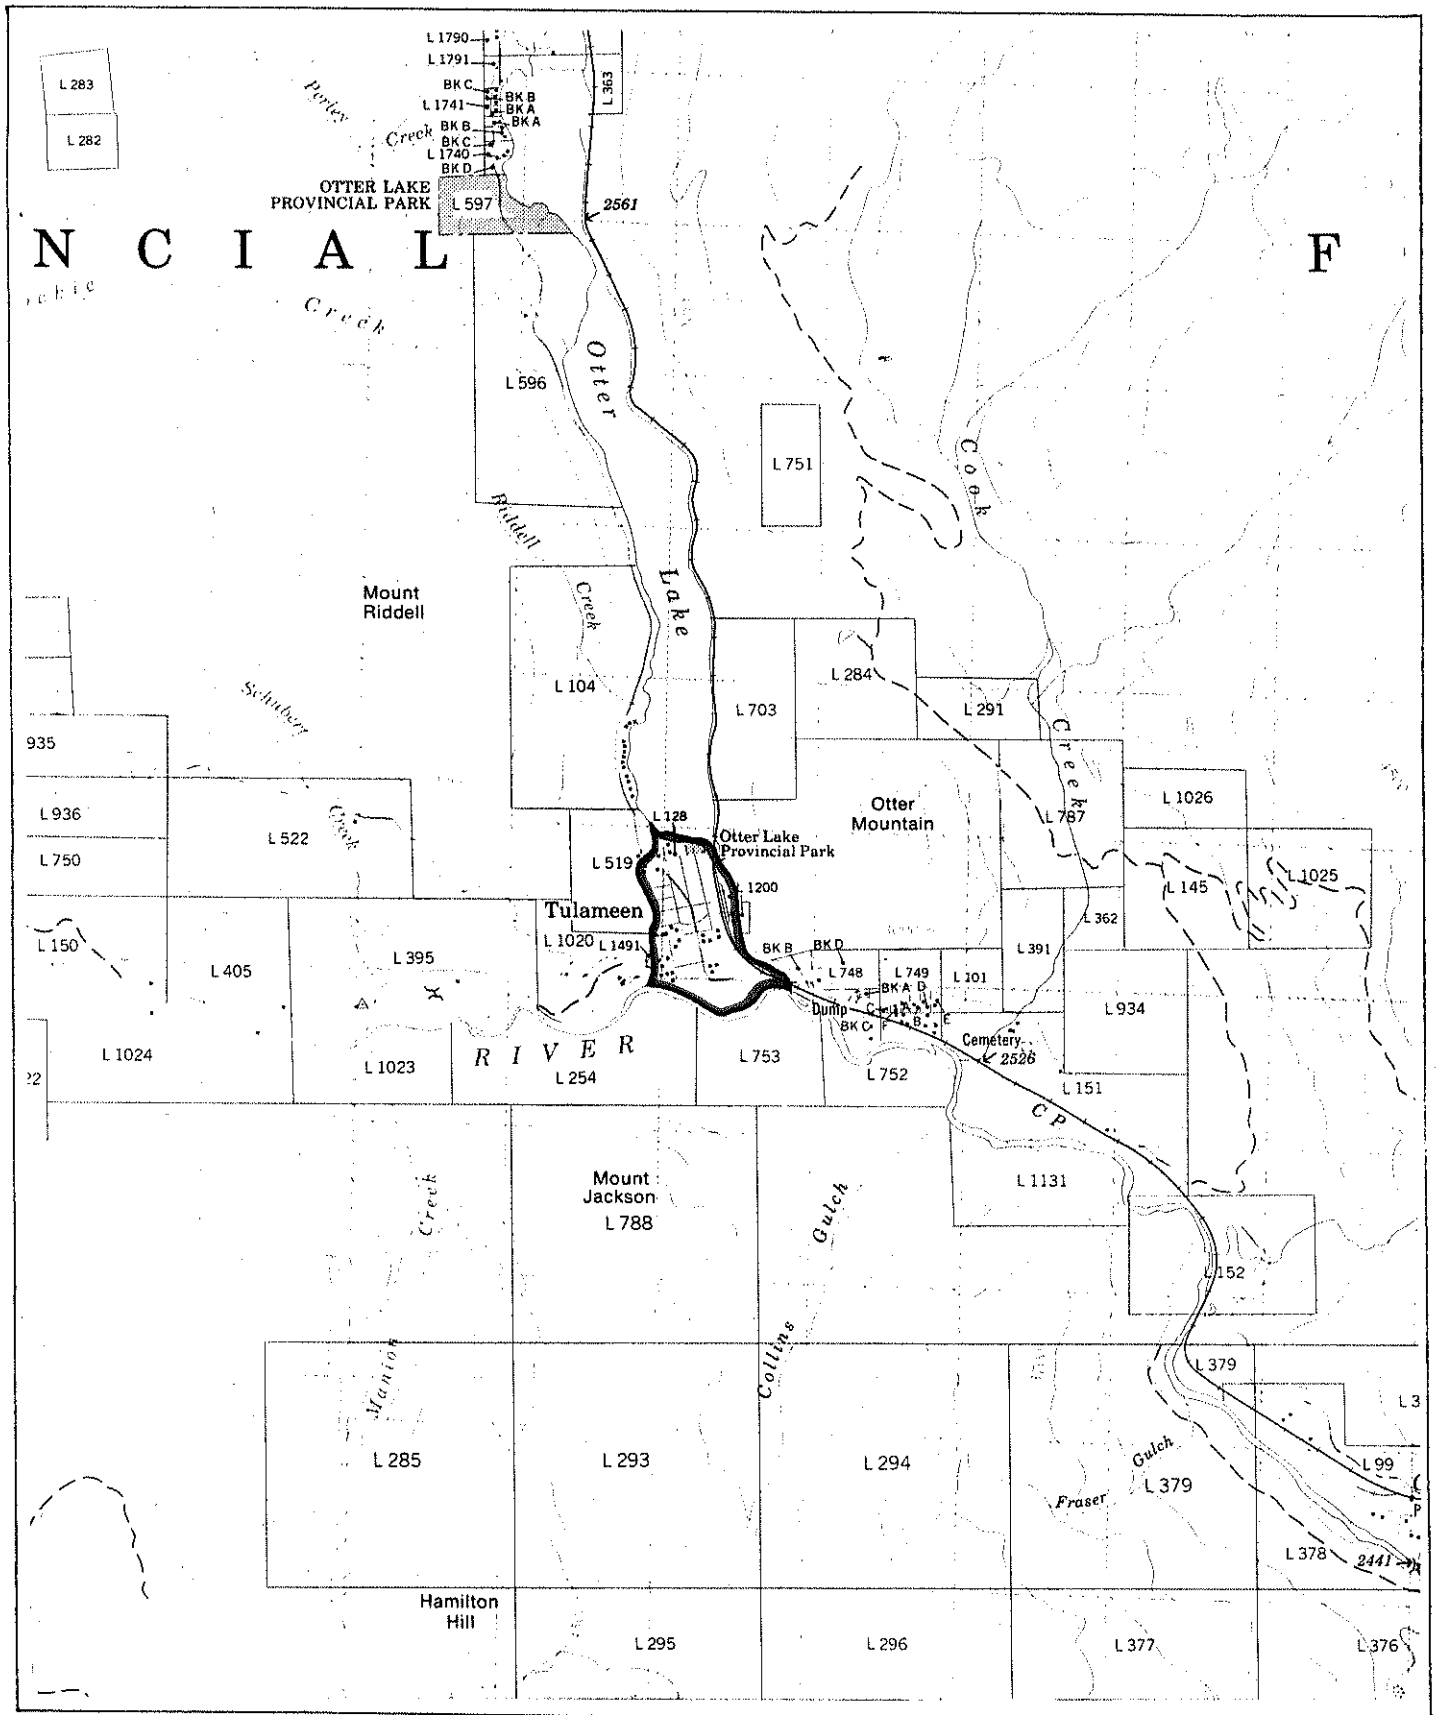 L 1790
L 1791
BK C
L 1741
BK B
BK A
BK A
BK B
BK C
L 1740
BK D
L 363
L 283
L 282
Perley
Creek
OTTER LAKE
PROVINCIAL PARK
L 597
2561
N C I A L
F
Creek
Otter
Lake
L 596
L 751
Cook
Creek
Riddell
Creek
Mount
Riddell
L 104
L 703
L 284
L 291
Schubert
Creek
935
L 936
L 750
L 522
L 128
Otter Lake
Provincial Park
Otter
Mountain
L 787
L 1026
L 519
L 1200
L 145
L 1025
Tulameen
L 1020
L 1491
L 362
L 391
L 150
L 405
L 395
BK B
BK D
L 748
L 749
L 101
BK A
D
C
A
Dump
BK C
F
B
E
Cemetery
2526
L 934
L 1024
L 1023
RIVER
L 254
L 753
L 752
L 151
22
CP
Mount
Jackson
L 788
L 1131
Manion
Creek
Collins
Gulch
L 152
L 379
L 3
L 285
L 293
L 294
Fraser
Gulch
L 379
L 99
L 378
2441
Hamilton
Hill
L 295
L 296
L 377
L 376